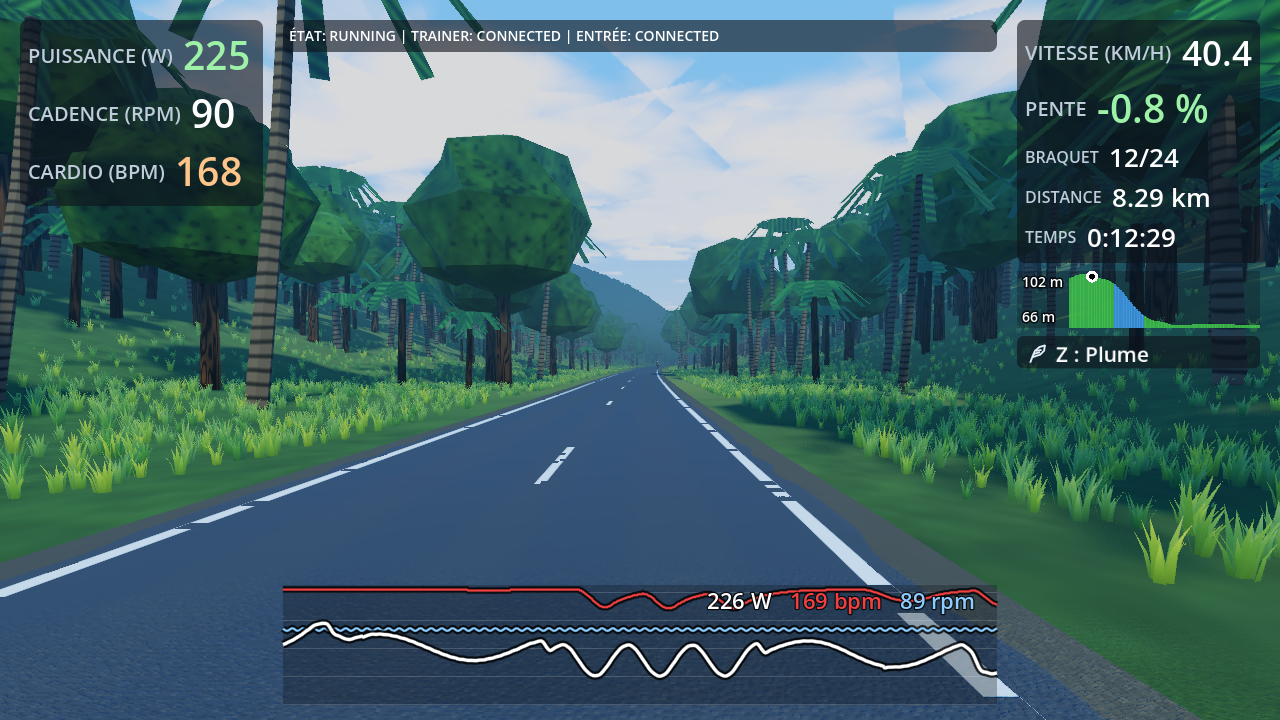 PUISSANCE (W) 225
CADENCE (RPM) 90
CARDIO (BPM) 168
ÉTAT: RUNNING | TRAINER: CONNECTED | ENTRÉE: CONNECTED
VITESSE (KM/H) 40.4
PENTE -0.8 %
BRAQUET 12/24
DISTANCE 8.29 km
TEMPS 0:12:29
102 m
66 m
Z : Plume
226 W 169 bpm 89 rpm